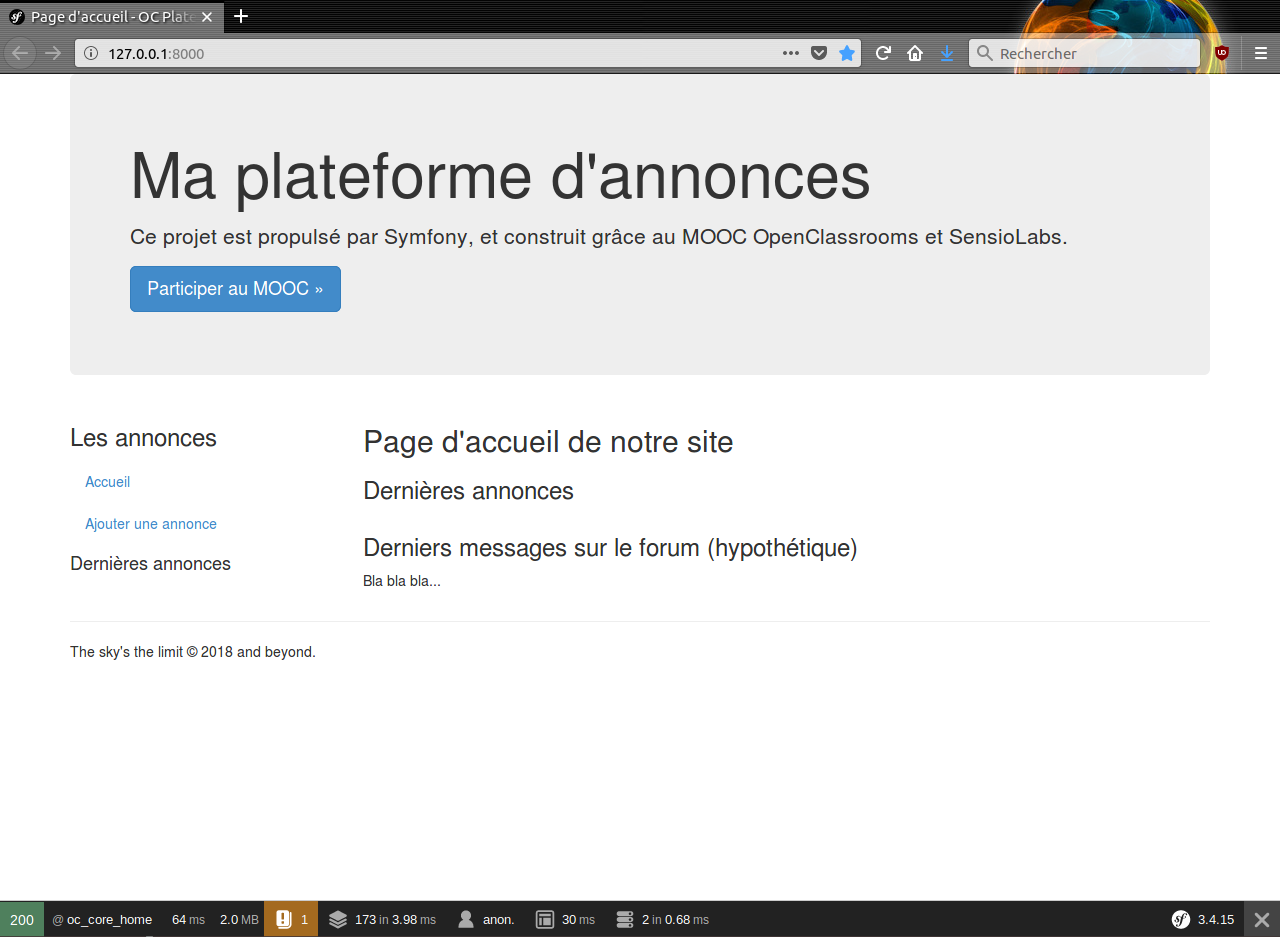 Page d'accueil - OC Plate
127.0.0.1:8000
Rechercher
Ma plateforme d'annonces
Ce projet est propulsé par Symfony, et construit grâce au MOOC OpenClassrooms et SensioLabs.
Participer au MOOC »
Les annonces
Accueil
Ajouter une annonce
Dernières annonces
Page d'accueil de notre site
Dernières annonces
Derniers messages sur le forum (hypothétique)
Bla bla bla...
The sky's the limit © 2018 and beyond.
200 @ oc_core_home 64 ms 2.0 MB 1 173 in 3.98 ms anon. 30 ms 2 in 0.68 ms sf 3.4.15